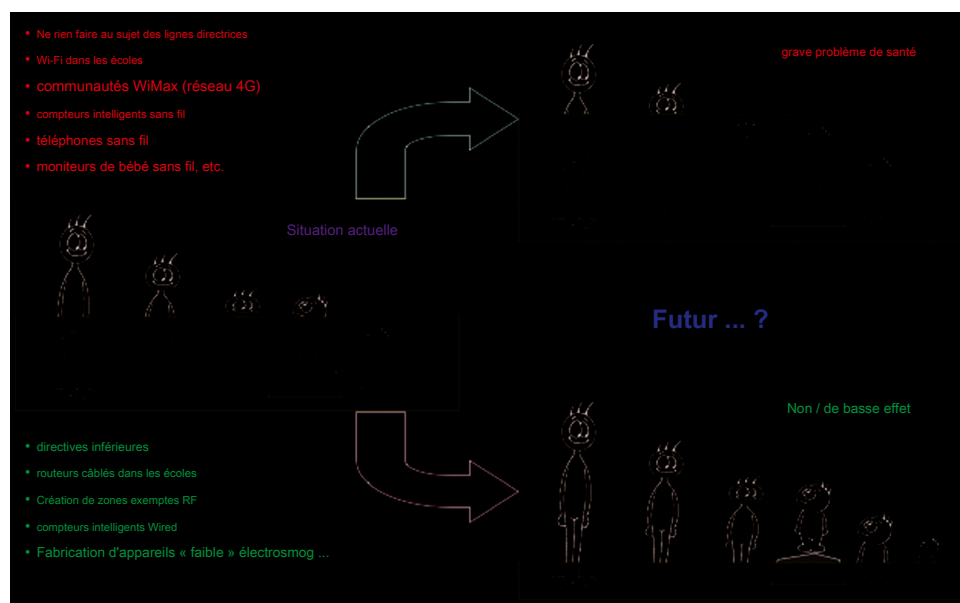 • Ne rien faire au sujet des lignes directrices
• WI-Fi dans les écoles
• communautés WiMax (réseau 4G)
• compteurs intelligents sans fil
• téléphones sans fil
• moniteurs de bébé sans fil, etc.
grave problème de santé
Situation actuelle
Futur ... ?
Non / de basse effet
• directives inférieures
• routeurs câblés dans les écoles
• Création de zones exemptes RF
• compteurs intelligents Wired
• Fabrication d'appareils « faible » électrosmog ...